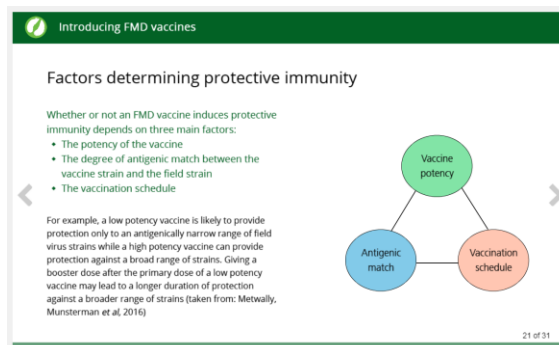 Introducing FMD vaccines
Factors determining protective immunity
Whether or not an FMD vaccine induces protective
immunity depends on three main factors:
• The potency of the vaccine
• The degree of antigenic match between the
vaccine strain and the field strain
• The vaccination schedule
For example, a low potency vaccine is likely to provide
protection only to an antigenically narrow range of field
virus strains while a high potency vaccine can provide
protection against a broad range of strains. Giving a
booster dose after the primary dose of a low potency
vaccine may lead to a longer duration of protection
against a broader range of strains (taken from: Metwally,
Munsterman et al, 2016)
Vaccine
potency
Antigenic
match
Vaccination
schedule
21 of 31